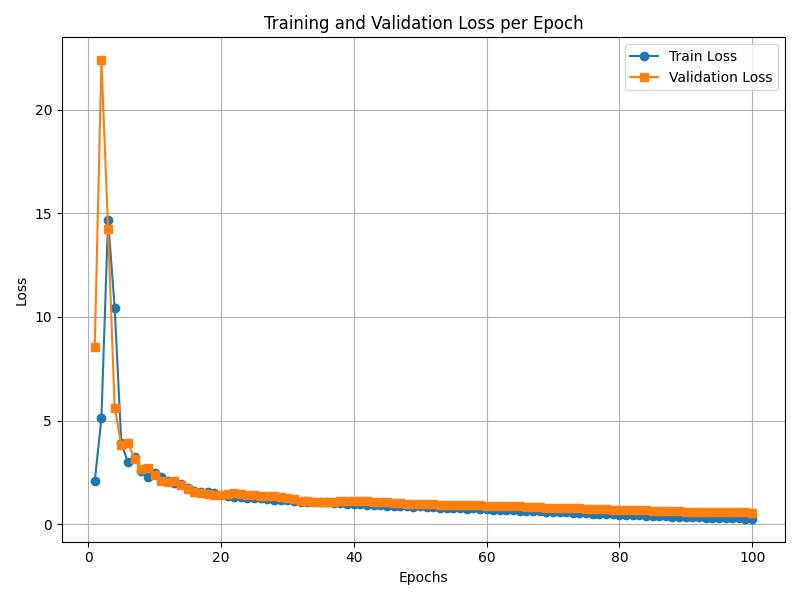 Training and Validation Loss per Epoch
Train Loss
Validation Loss
Loss
20
15
10
5
0
0 20 40 60 80 100
Epochs